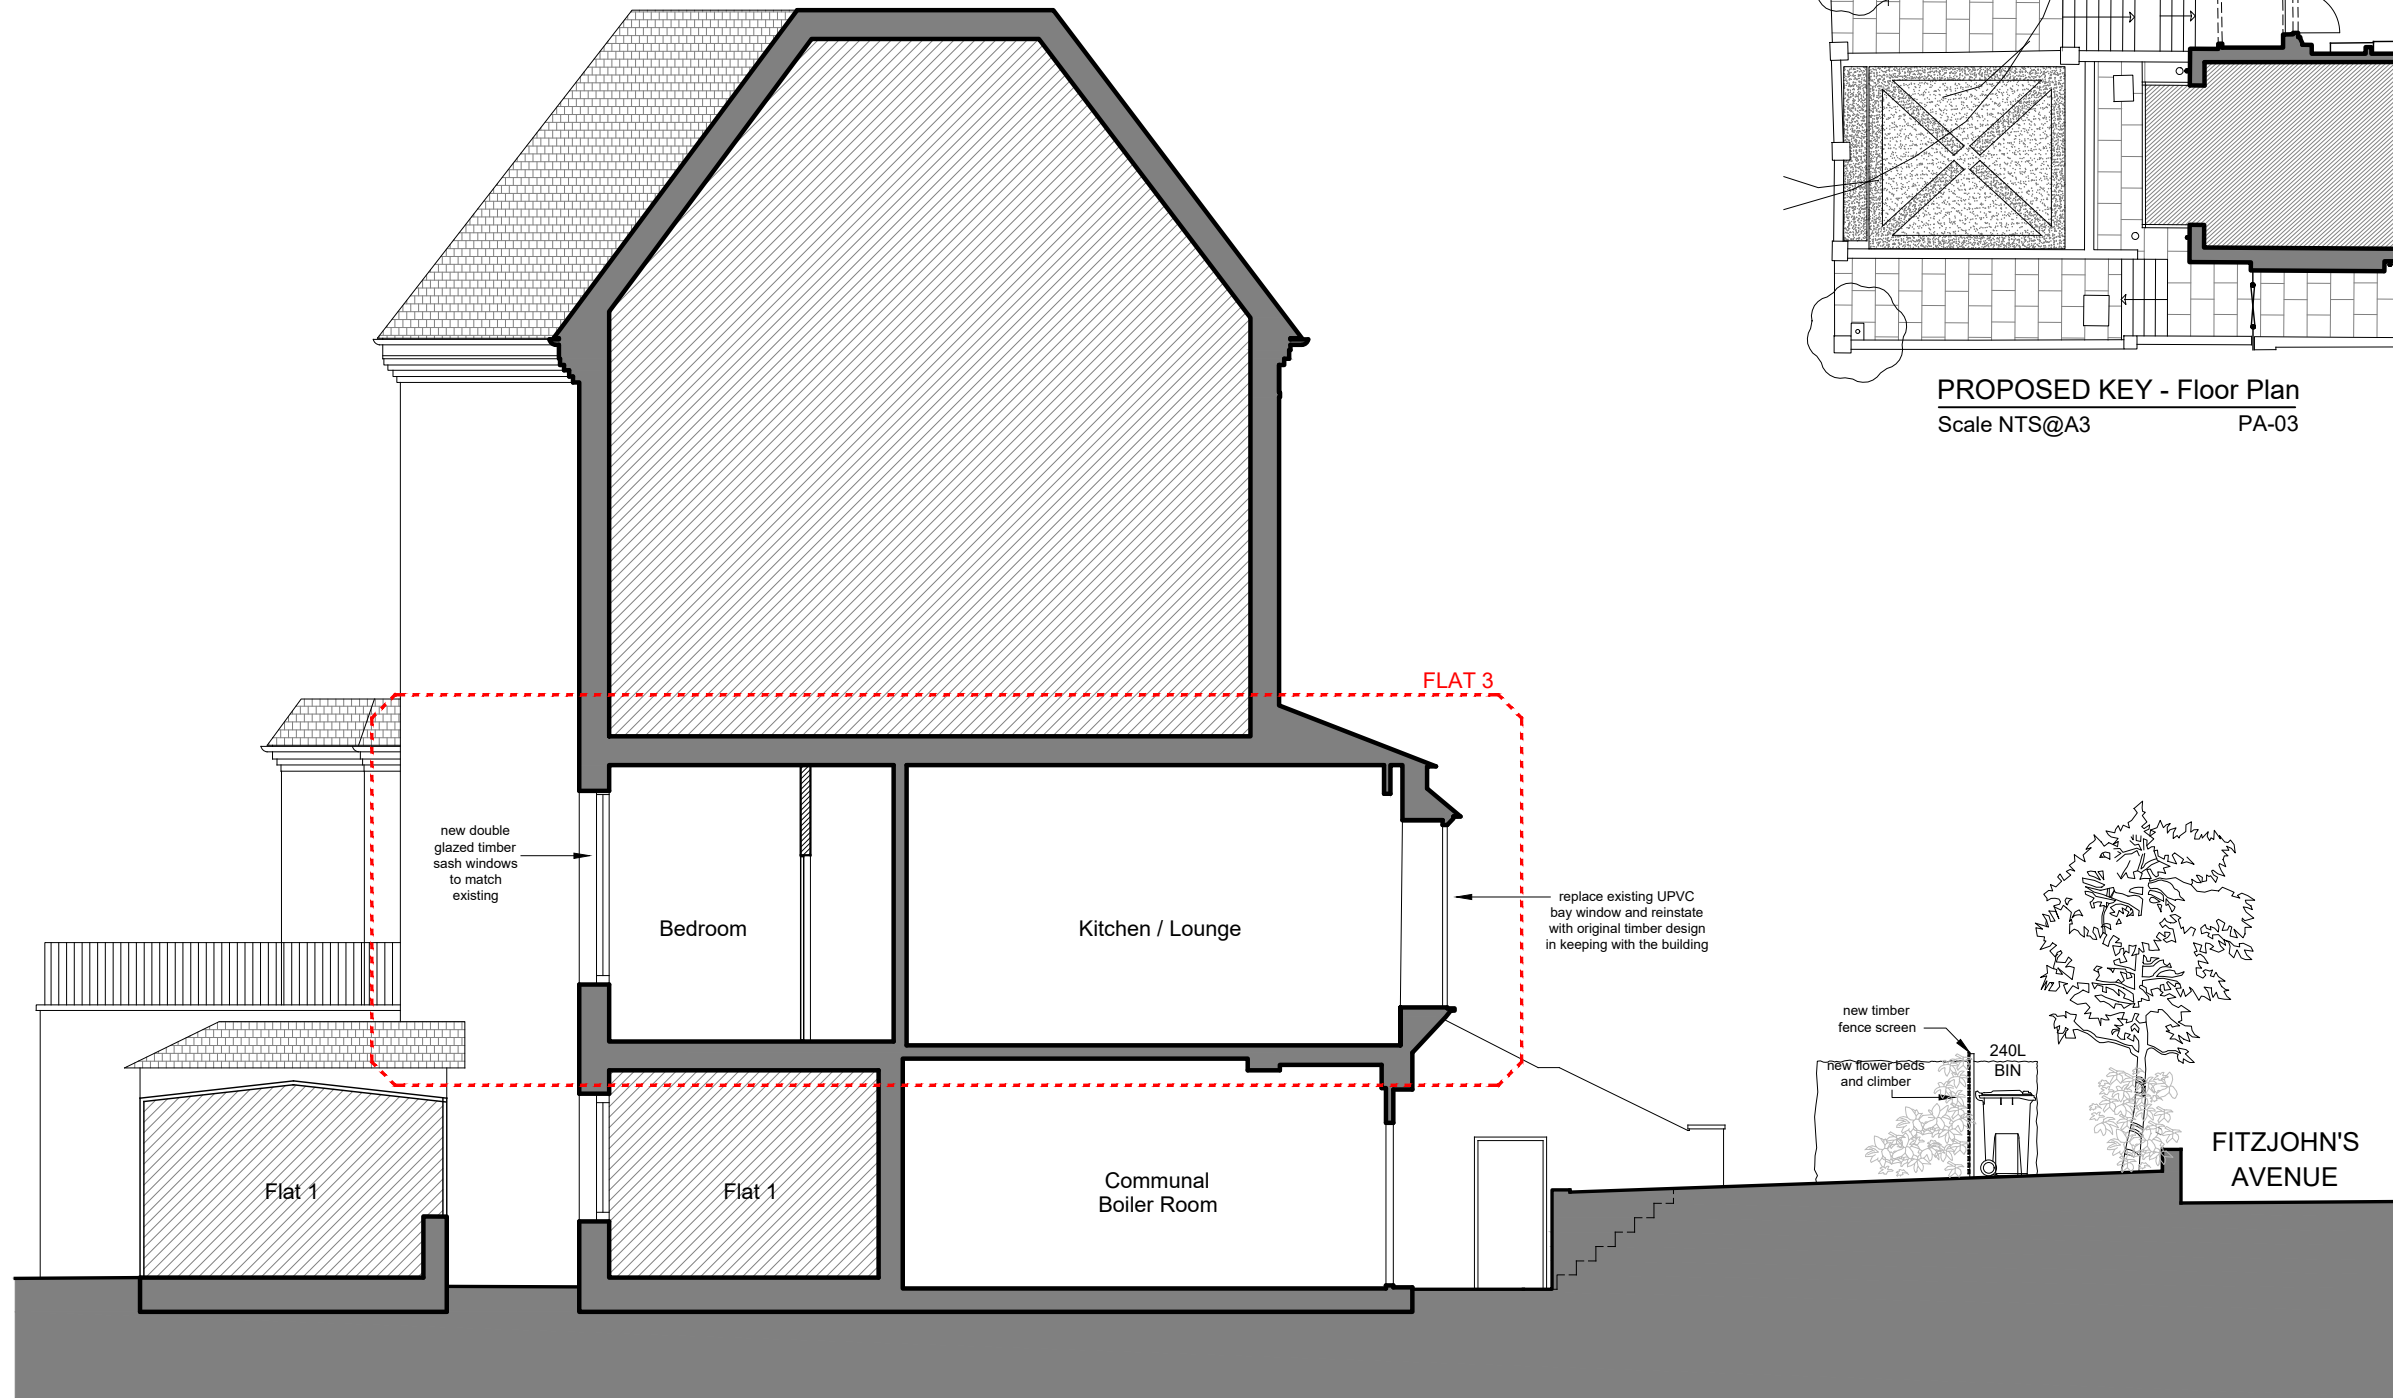 PROPOSED KEY - Floor Plan
Scale NTS@A3 PA-03
FLAT 3
new double
glazed timber
sash windows
to match
existing
Bedroom
Kitchen / Lounge
replace existing UPVC
bay window and reinstate
with original timber design
in keeping with the building
new timber
fence screen
240L
BIN
new flower beds
and climber
FITZJOHN'S
AVENUE
Flat 1
Flat 1
Communal
Boiler Room